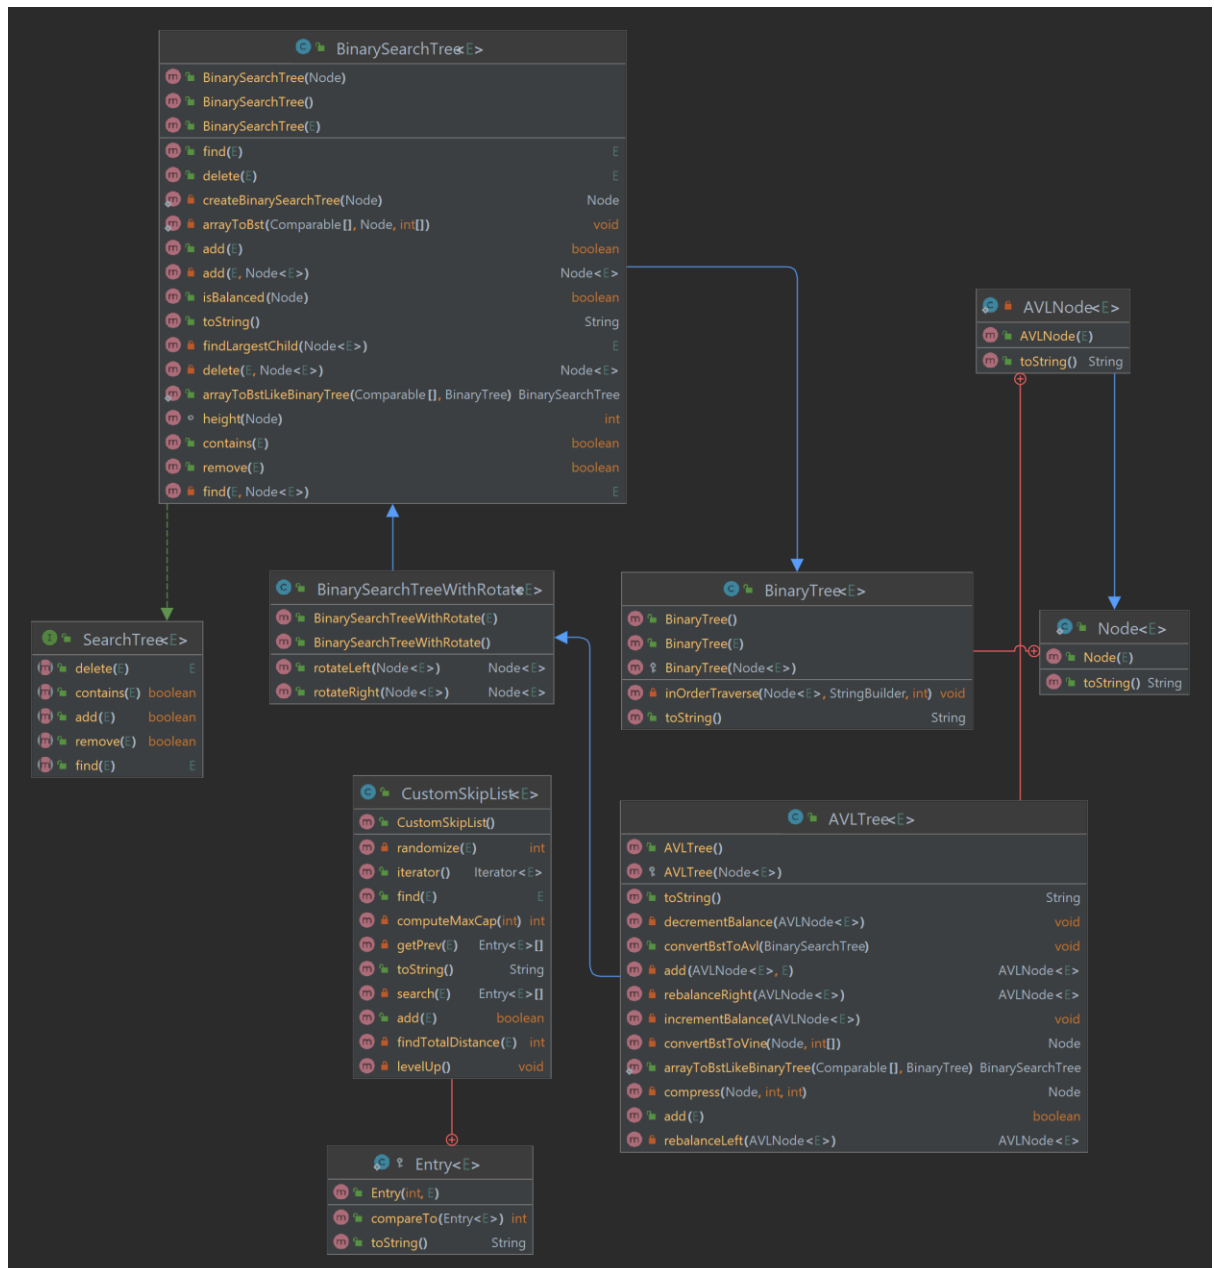 BinarySearchTree<E>
BinarySearchTree(Node)
BinarySearchTree()
BinarySearchTree(E)
find(E) E
delete(E) E
createBinarySearchTree(Node) Node
arrayToBst(Comparable[], Node, int[]) void
add(E) boolean
add(E, Node<E>) Node<E>
isBalanced(Node) boolean
toString() String
findLargestChild(Node<E>) E
delete(E, Node<E>) Node<E>
arrayToBstLikeBinaryTree(Comparable[], BinaryTree) BinarySearchTree
height(Node) int
contains(E) boolean
remove(E) boolean
find(E, Node<E>) E
AVLNode<E>
AVLNode(E)
toString() String
BinarySearchTreeWithRotate<E>
BinarySearchTreeWithRotate(E)
BinarySearchTreeWithRotate()
rotateLeft(Node<E>) Node<E>
rotateRight(Node<E>) Node<E>
BinaryTree<E>
BinaryTree()
BinaryTree(E)
BinaryTree(Node<E>)
inOrderTraverse(Node<E>, StringBuilder, int) void
toString() String
Node<E>
Node(E)
toString() String
SearchTree<E>
delete(E) E
contains(E) boolean
add(E) boolean
remove(E) boolean
find(E) E
CustomSkipList<E>
CustomSkipList()
randomize(E) int
iterator() Iterator<E>
find(E) E
computeMaxCap(int) int
getPrev(E) Entry<E>[]
toString() String
search(E) Entry<E>[]
add(E) boolean
findTotalDistance(E) int
levelUp() void
AVLTree<E>
AVLTree()
AVLTree(Node<E>)
toString() String
decrementBalance(AVLNode<E>) void
convertBstToAvl(BinarySearchTree) void
add(AVLNode<E>, E) AVLNode<E>
rebalanceRight(AVLNode<E>) AVLNode<E>
incrementBalance(AVLNode<E>) void
convertBstToVine(Node, int[]) Node
arrayToBstLikeBinaryTree(Comparable[], BinaryTree) BinarySearchTree
compress(Node, int, int) Node
add(E) boolean
rebalanceLeft(AVLNode<E>) AVLNode<E>
Entry<E>
Entry(int, E)
compareTo(Entry<E>) int
toString() String